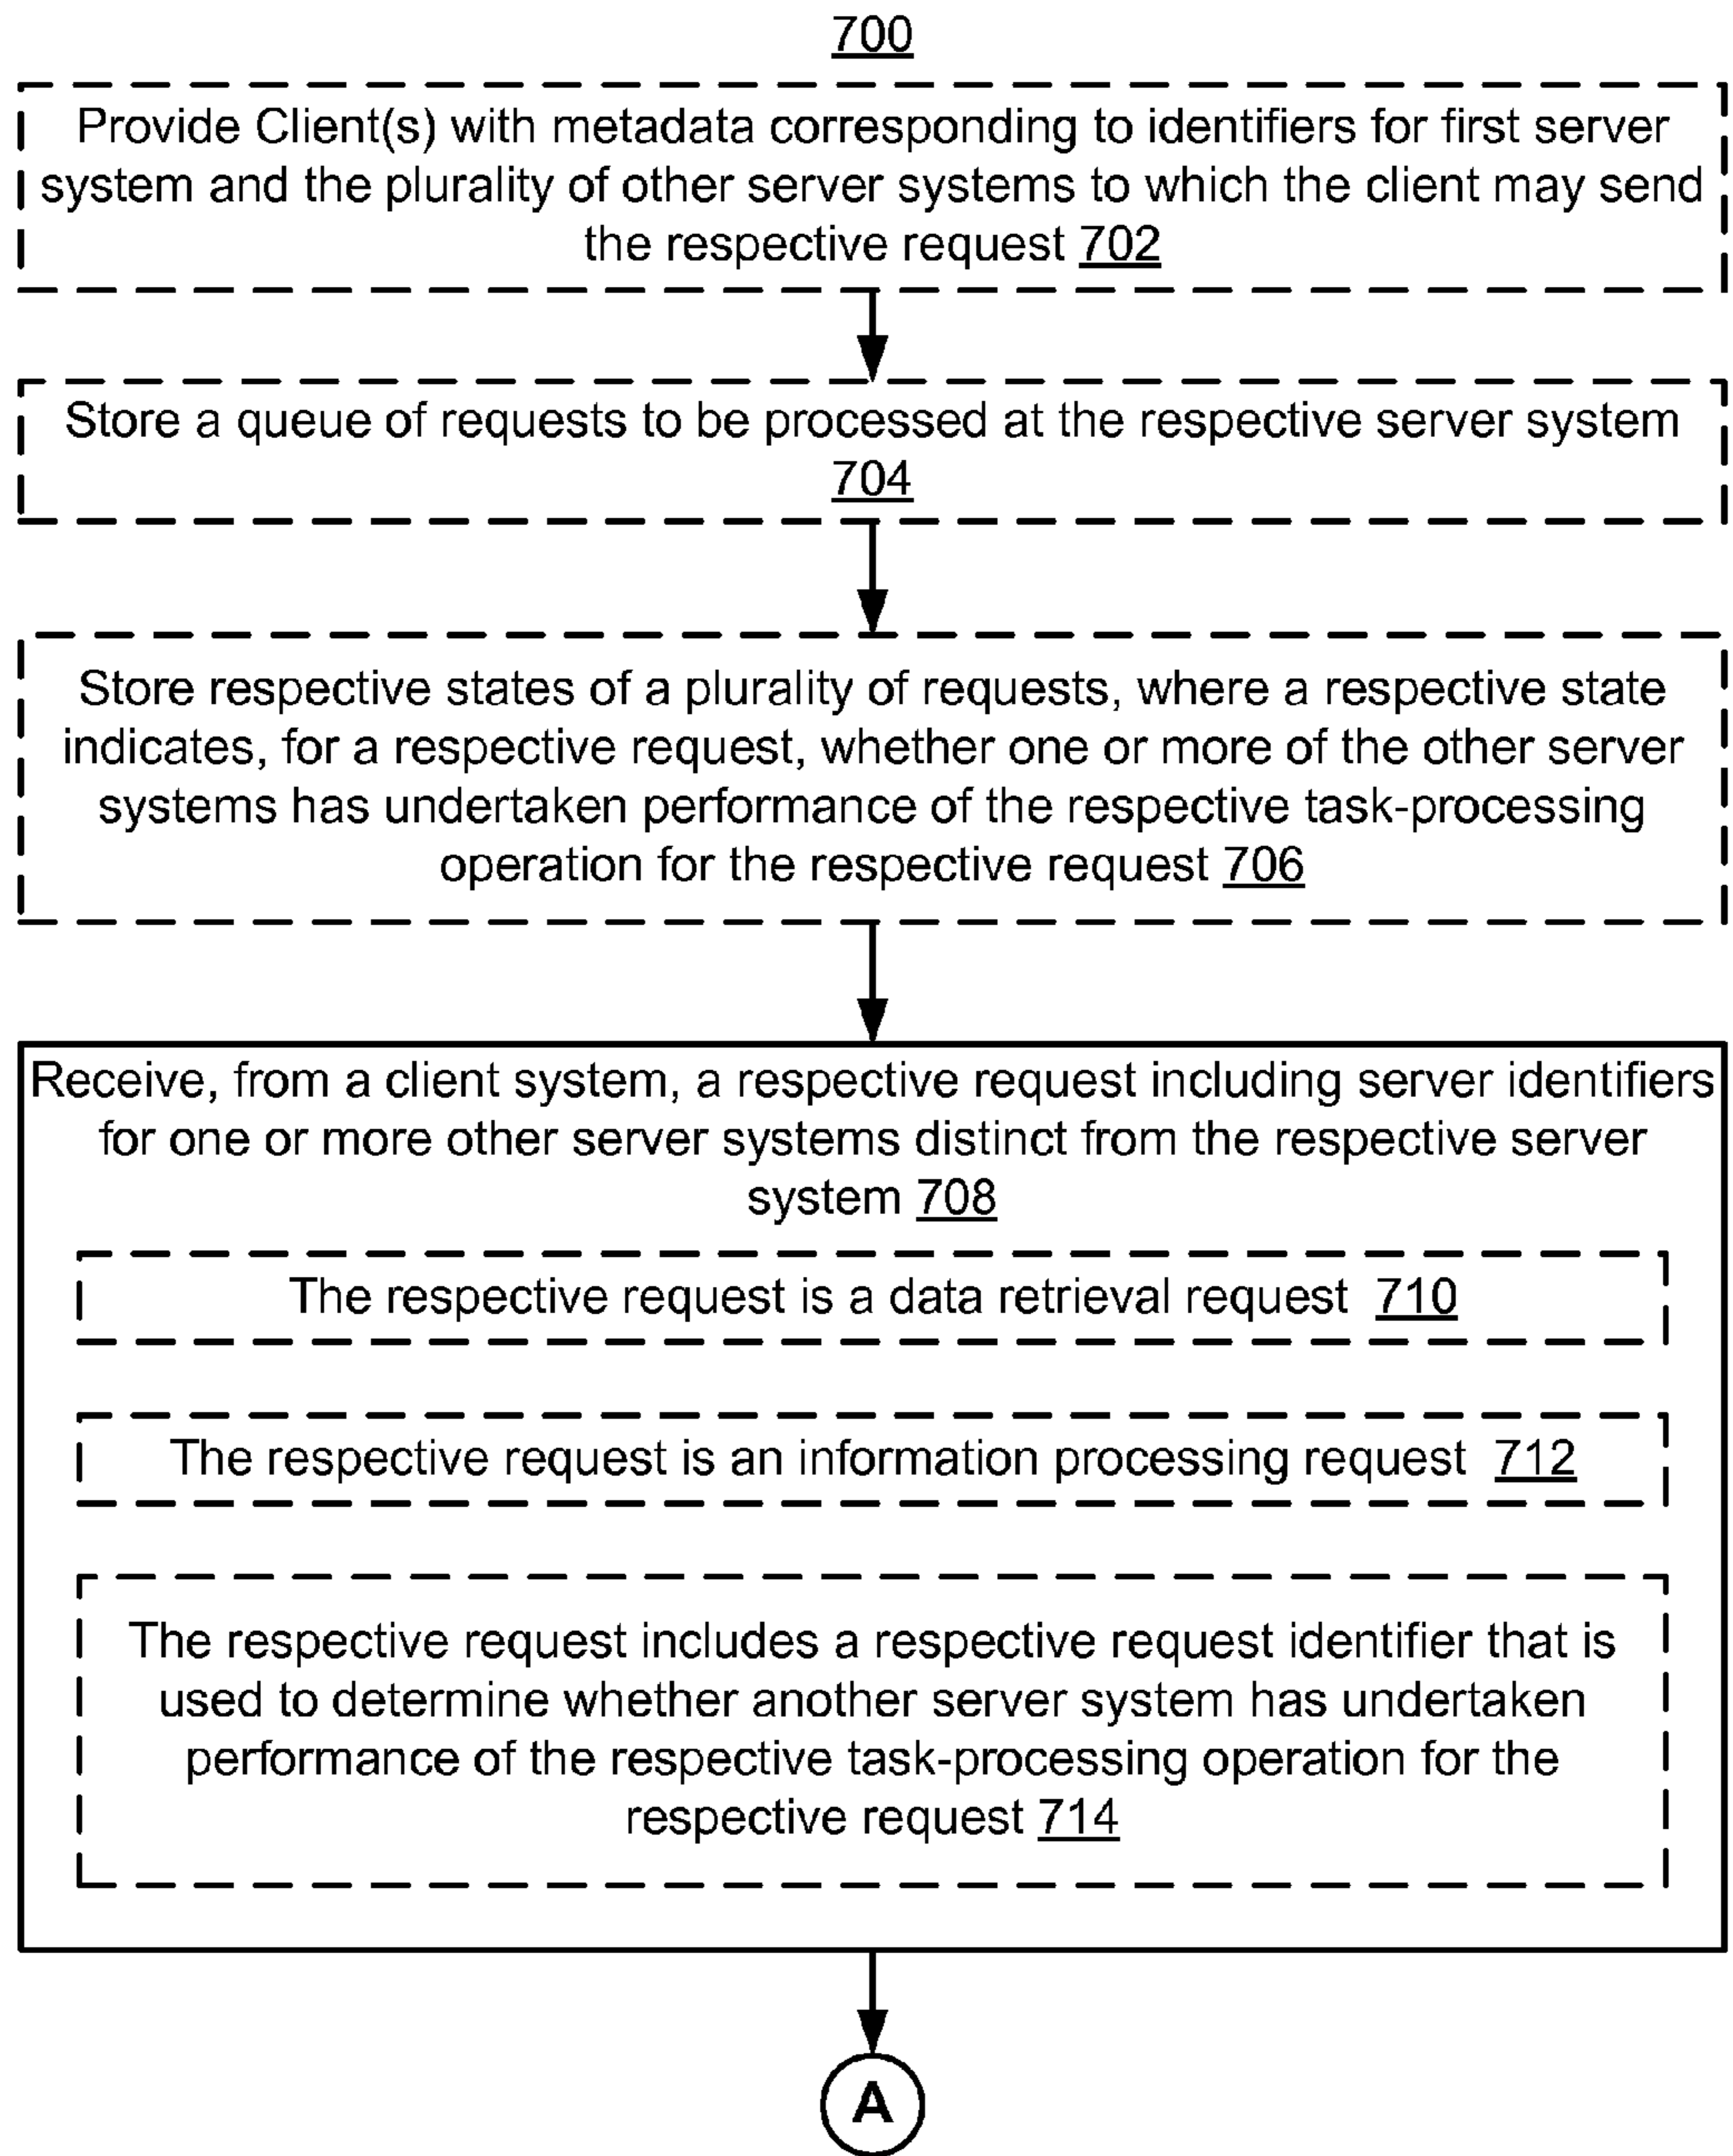 700
Provide Client(s) with metadata corresponding to identifiers for first server
system and the plurality of other server systems to which the client may send
the respective request 702
Store a queue of requests to be processed at the respective server system
704
Store respective states of a plurality of requests, where a respective state
indicates, for a respective request, whether one or more of the other server
systems has undertaken performance of the respective task-processing
operation for the respective request 706
Receive, from a client system, a respective request including server identifiers
for one or more other server systems distinct from the respective server
system 708
The respective request is a data retrieval request 710
The respective request is an information processing request 712
The respective request includes a respective request identifier that is
used to determine whether another server system has undertaken
performance of the respective task-processing operation for the
respective request 714
A